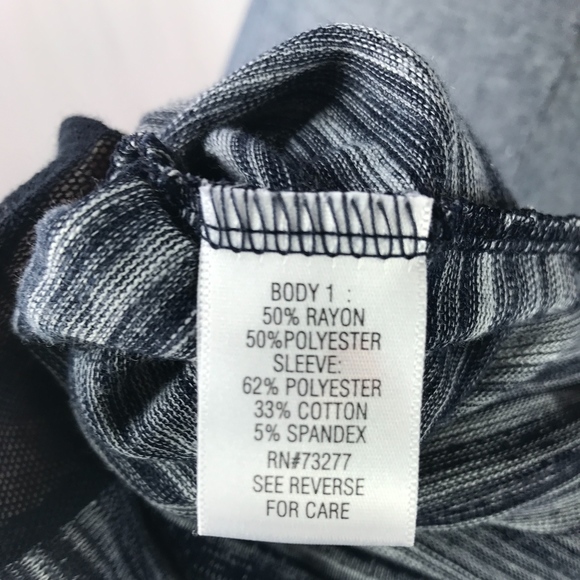 BODY 1 :
50% RAYON
50%POLYESTER
SLEEVE:
62% POLYESTER
33% COTTON
5% SPANDEX
RN#73277
SEE REVERSE
FOR CARE